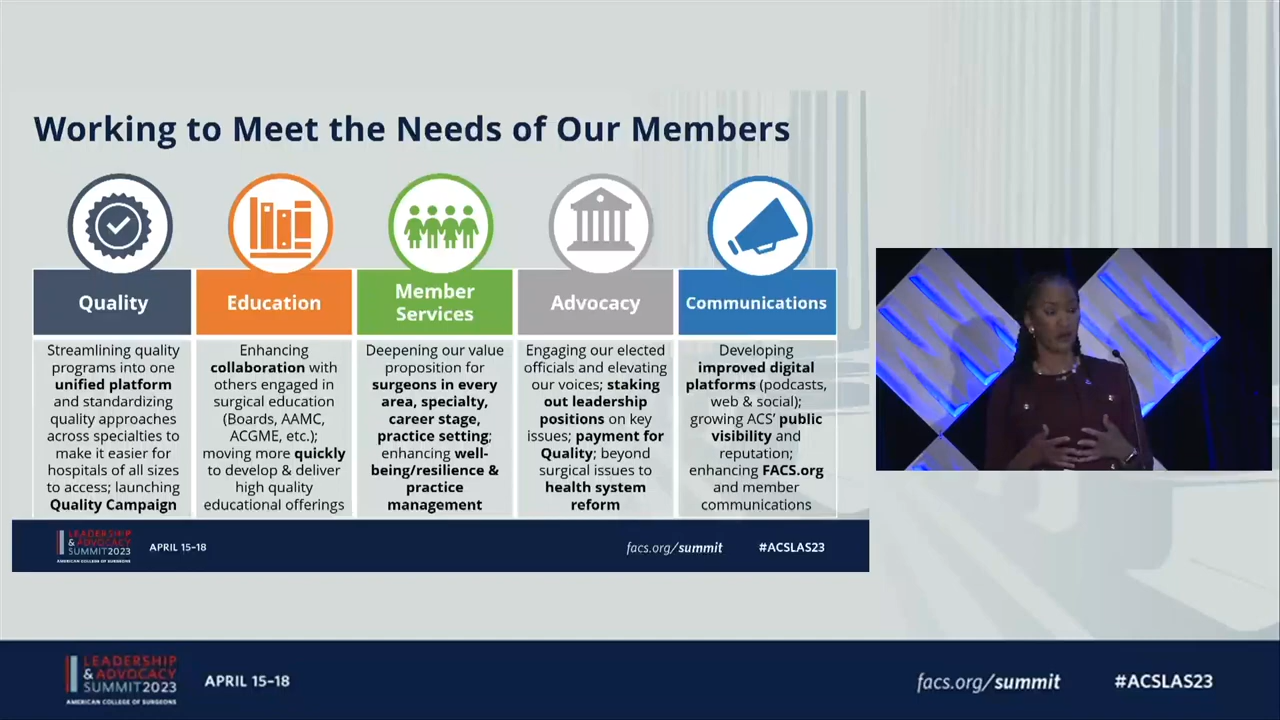 Working to Meet the Needs of Our Members
Quality
Streamlining quality
programs into one
unified platform
and standardizing
quality approaches
across specialties to
make it easier for
hospitals of all sizes
to access; launching
Quality Campaign
Education
Enhancing
collaboration with
others engaged in
surgical education
(Boards, AAMC,
ACGME, etc.);
moving more quickly
to develop & deliver
high quality
educational offerings
Member
Services
Deepening our value
proposition for
surgeons in every
area, specialty,
career stage,
practice setting;
enhancing well-
being/resilience &
practice
management
Advocacy
Engaging our elected
officials and elevating
our voices; staking
out leadership
positions on key
issues; payment for
Quality; beyond
surgical issues to
health system
reform
Communications
Developing
improved digital
platforms (podcasts,
web & social);
growing ACS’ public
visibility and
reputation;
enhancing FACS.org
and member
communications
LEADERSHIP
& ADVOCACY
SUMMIT2023
AMERICAN COLLEGE OF SURGEONS
APRIL 15–18
facs.org/summit
#ACSLAS23
LEADERSHIP
& ADVOCACY
SUMMIT2023
AMERICAN COLLEGE OF SURGEONS
APRIL 15–18
facs.org/summit
#ACSLAS23